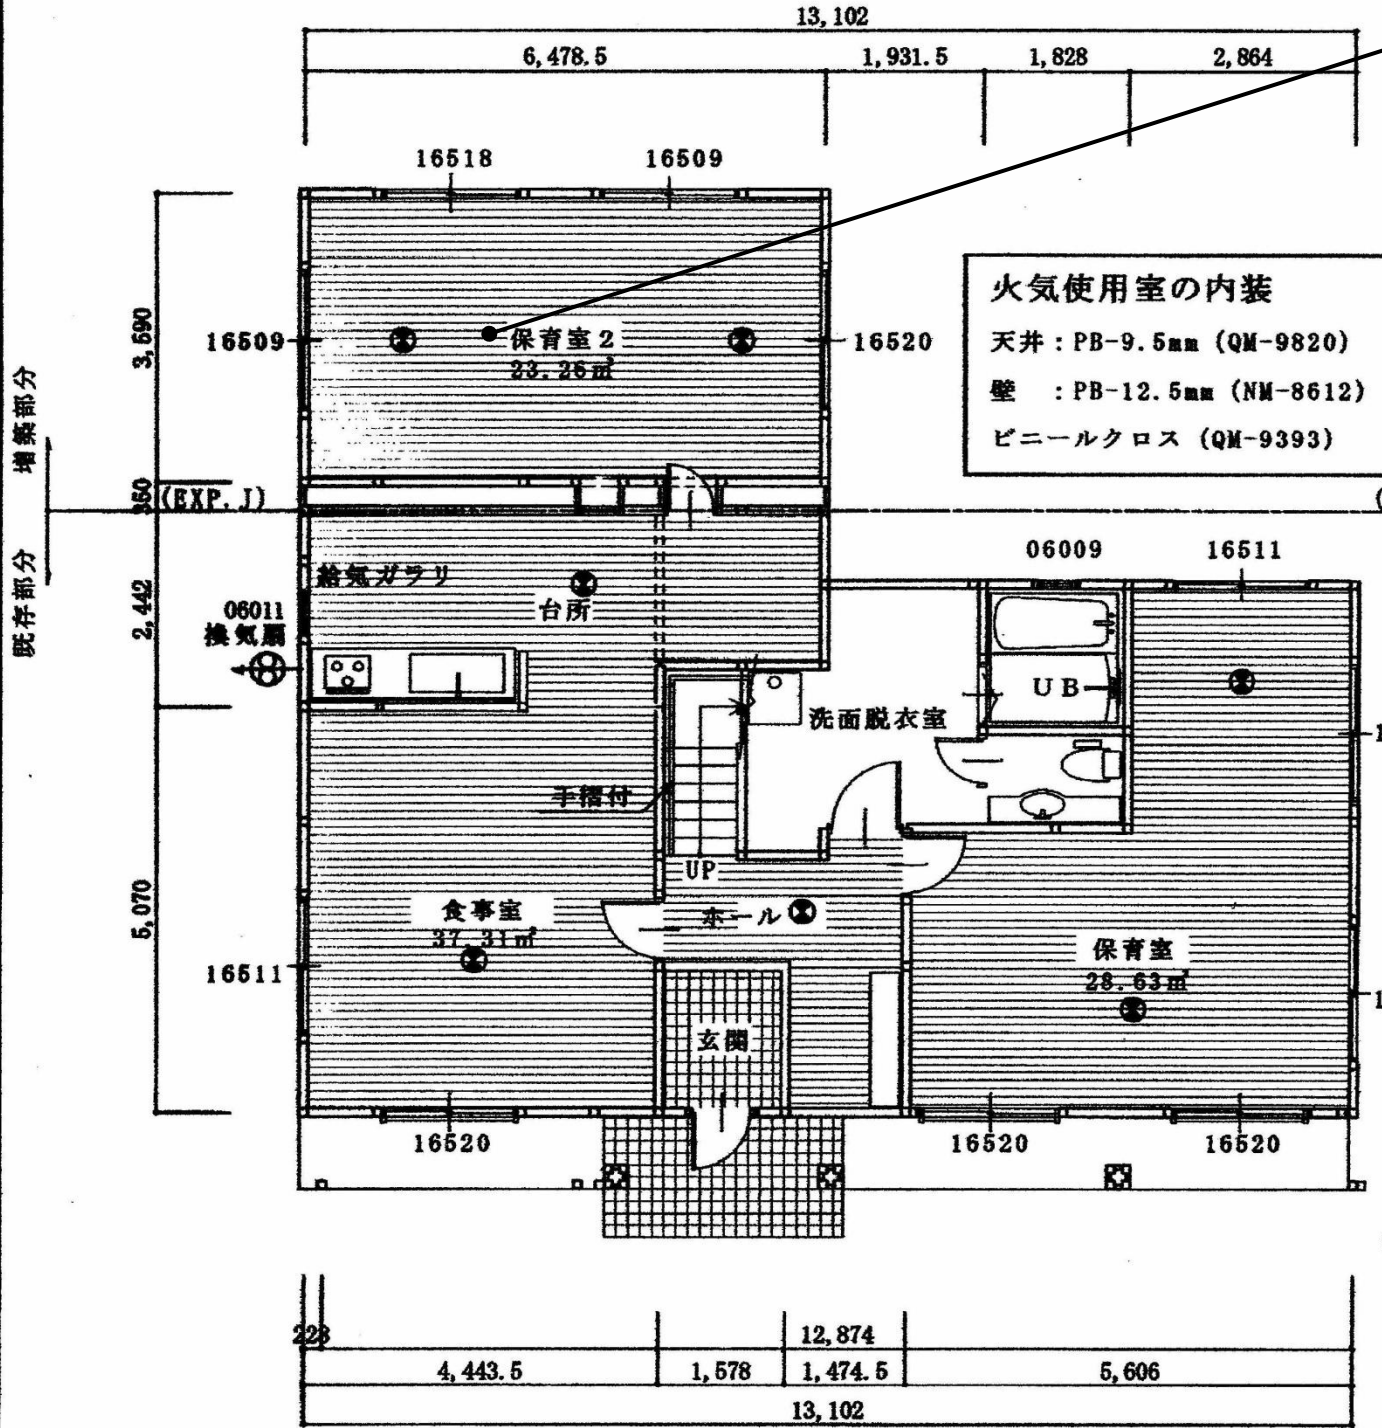 13,102
6,478.5
1,931.5
1,828
2,864
16518
16509
3,590
16509
保育室2
23.26㎡
16520
火気使用室の内装
天井：PB-9.5mm (QM-9820)
壁　：PB-12.5mm (NM-8612)
ビニールクロス (QM-9393)
増築部分
350
(EXP. J)
既存部分
2,442
給気ガラリ
06011
換気扇
台所
06009
16511
UB
洗面脱衣室
手摺付
UP
5,070
食事室
37.31㎡
ホール
16511
保育室
28.63㎡
玄関
16520
16520
16520
228
12,874
4,443.5
1,578
1,474.5
5,606
13,102